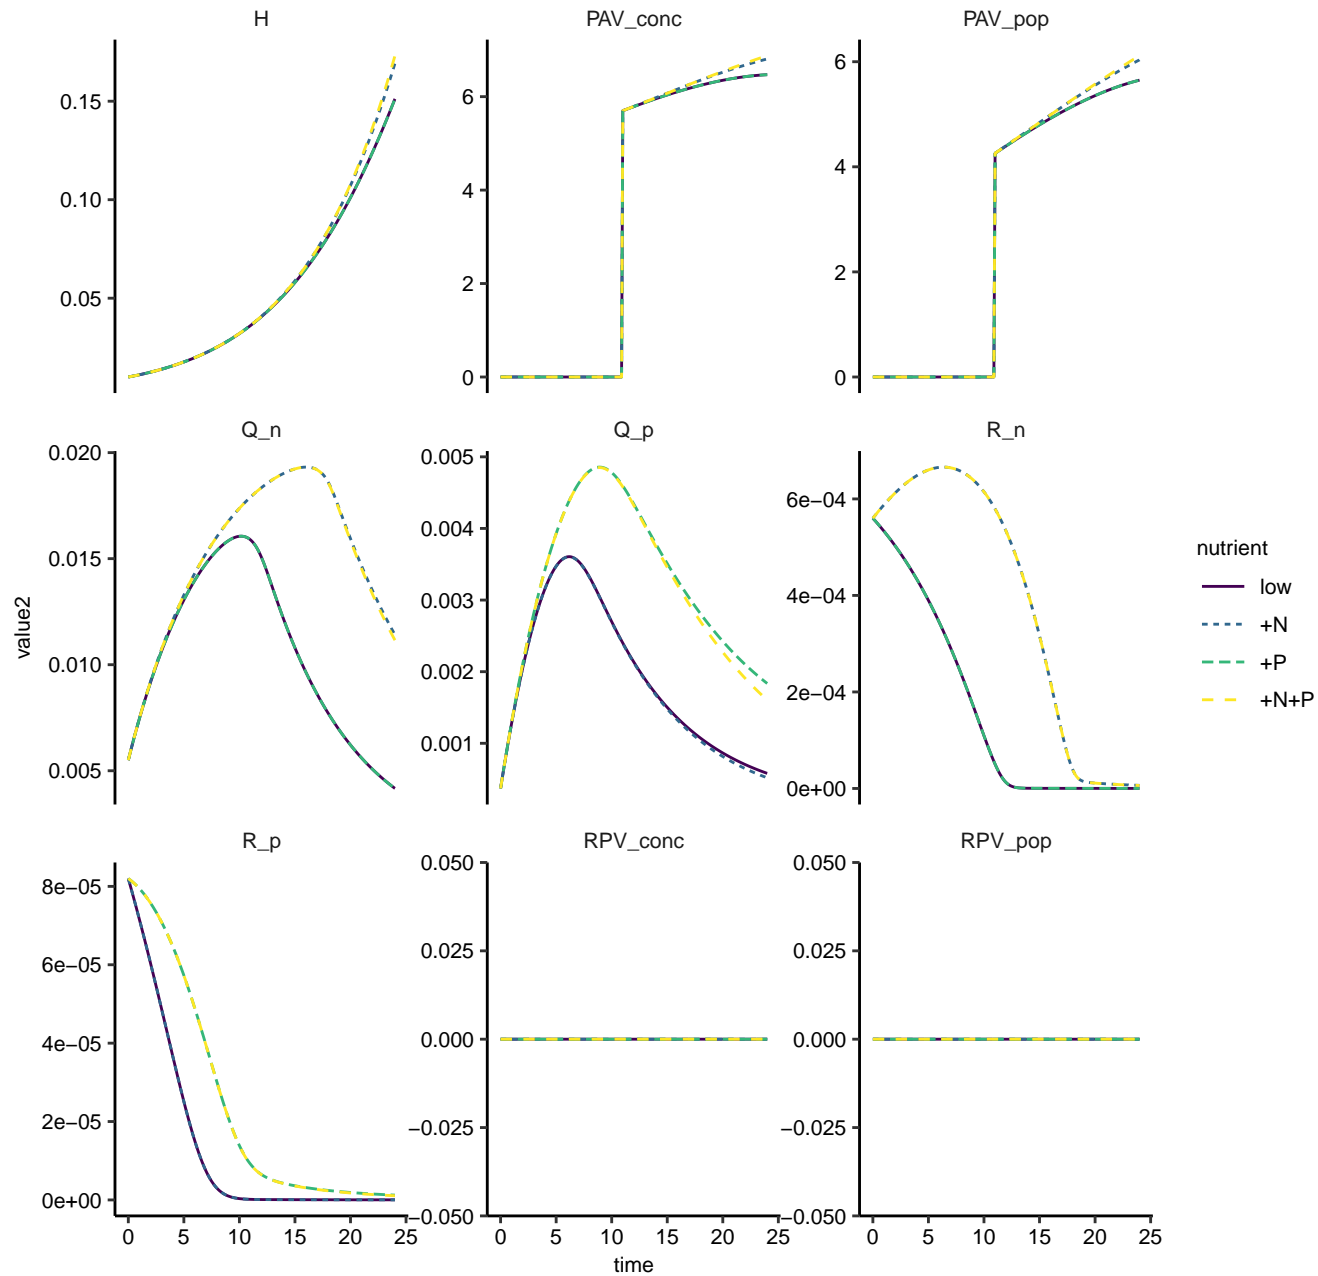 H
PAV_conc
PAV_pop
0.15
0.10
0.05
6
4
2
0
6
4
2
0
Q_n
Q_p
R_n
0.020
0.015
0.010
0.005
0.005
0.004
0.003
0.002
0.001
6e−04
4e−04
2e−04
0e+00
value2
nutrient
low
+N
+P
+N+P
R_p
RPV_conc
RPV_pop
8e−05
6e−05
4e−05
2e−05
0e+00
0.050
0.025
0.000
−0.025
−0.050
0.050
0.025
0.000
−0.025
−0.050
0 5 10 15 20 25
0 5 10 15 20 25
0 5 10 15 20 25
time